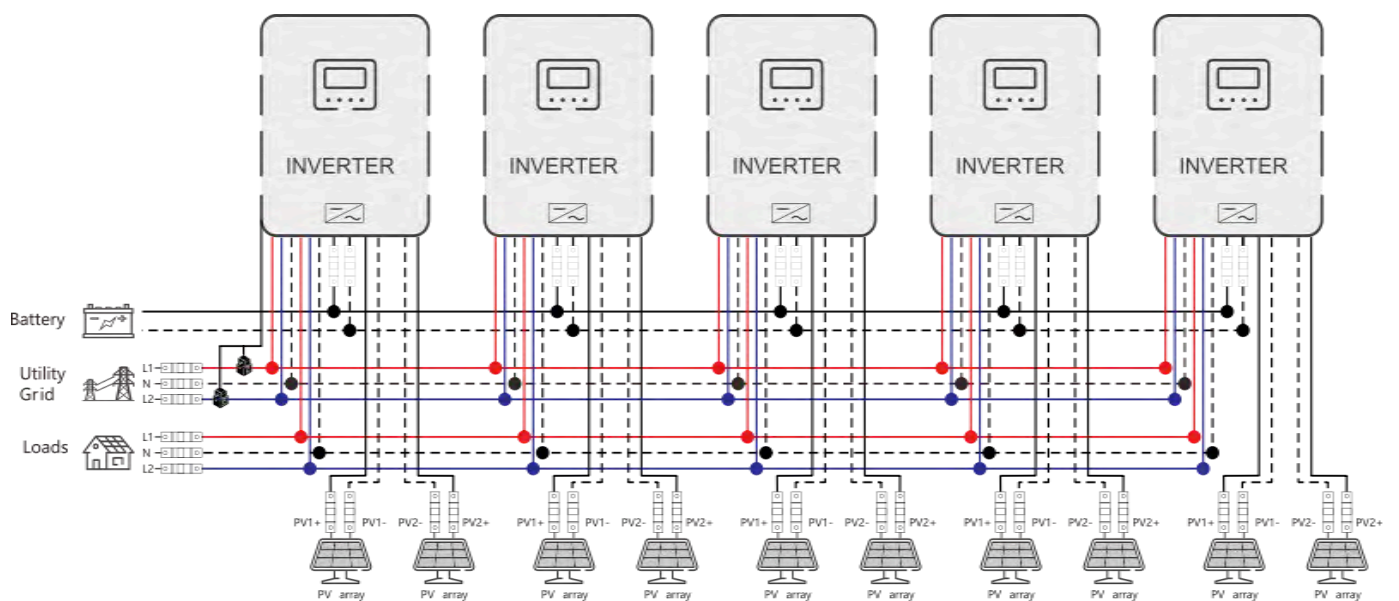 INVERTER INVERTER INVERTER INVERTER INVERTER
Battery
Utility
Grid
L1
N
L2
Loads
L1
N
L2
PV1+ PV1- PV2- PV2+ PV1+ PV1- PV2- PV2+ PV1+ PV1- PV2- PV2+ PV1+ PV1- PV2- PV2+ PV1+ PV1- PV2- PV2+
PV array PV array PV array PV array PV array PV array PV array PV array PV array PV array